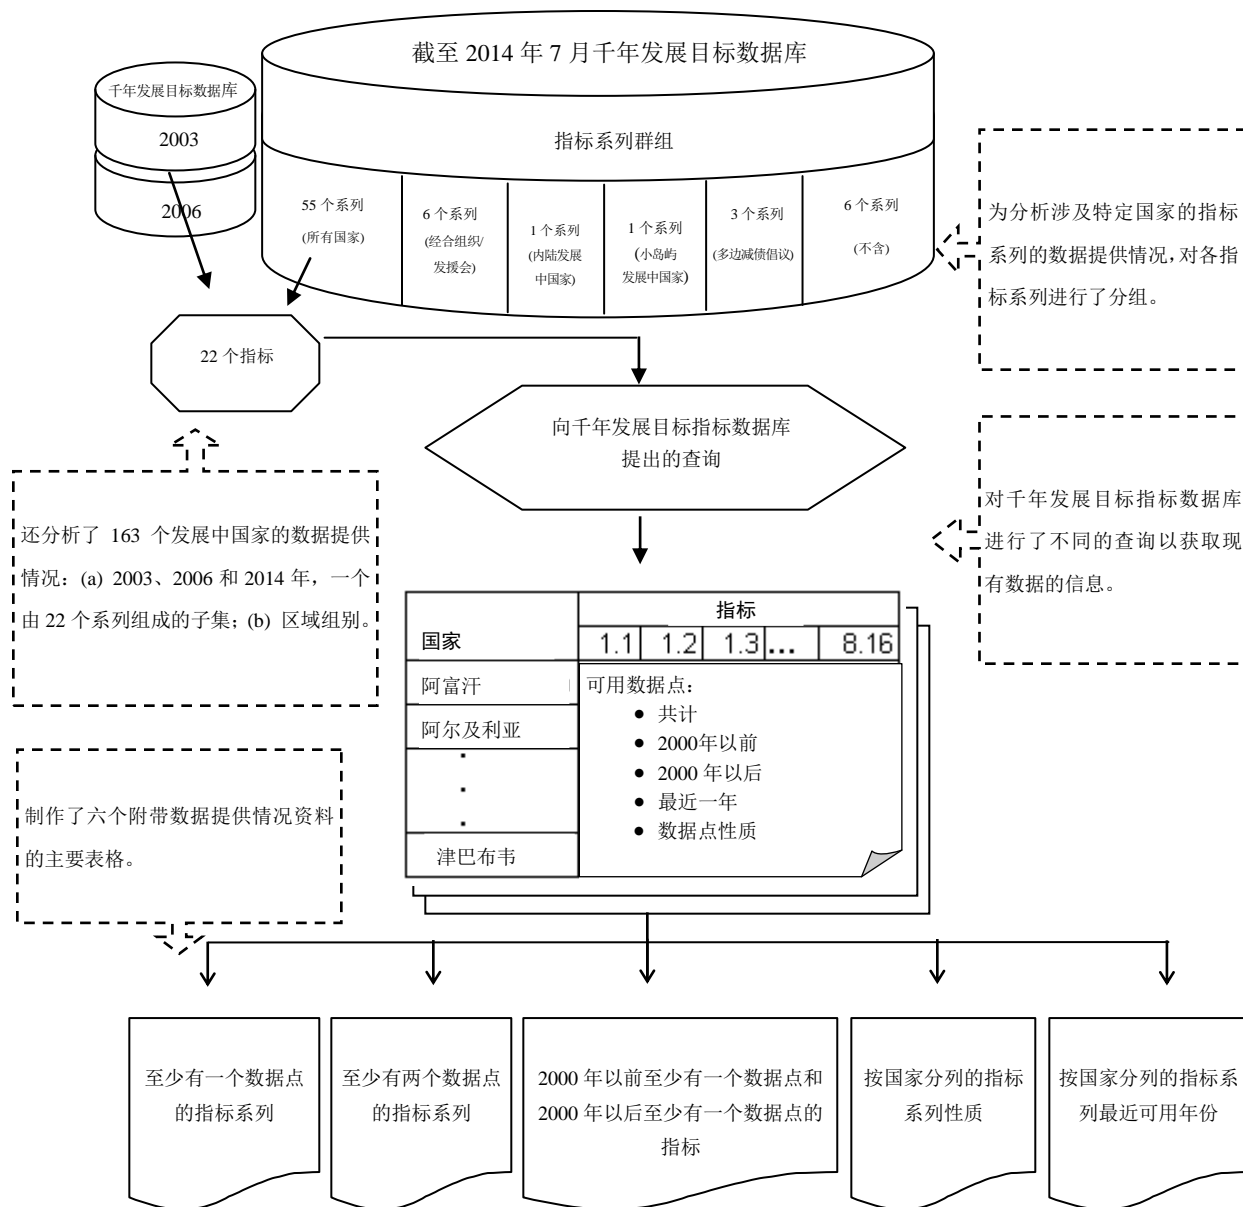 截至 2014 年 7 月千年发展目标数据库
千年发展目标数据库
2003
2006
指标系列群组
55 个系列
(所有国家)
6 个系列
(经合组织/
发援会)
1 个系列
(内陆发展
中国家)
1 个系列
(小岛屿
发展中国家)
3 个系列
(多边减债倡议)
6 个系列
(不含)
为分析涉及特定国家的指标
系列的数据提供情况，对各指
标系列进行了分组。
22 个指标
向千年发展目标指标数据库
提出的查询
还分析了 163 个发展中国家的数据提供
情况：(a) 2003、2006 和 2014 年，一个
由 22 个系列组成的子集；(b) 区域组别。
对千年发展目标指标数据库
进行了不同的查询以获取现
有数据的信息。
国家
指标
1.1 1.2 1.3 ... 8.16
阿富汗
阿尔及利亚
津巴布韦
可用数据点：
● 共计
● 2000年以前
● 2000 年以后
● 最近一年
● 数据点性质
制作了六个附带数据提供情况资料
的主要表格。
至少有一个数据点
的指标系列
至少有两个数据点
的指标系列
2000 年以前至少有一个数据点和
2000 年以后至少有一个数据点的
指标
按国家分列的指标
系列性质
按国家分列的指标系
列最近可用年份